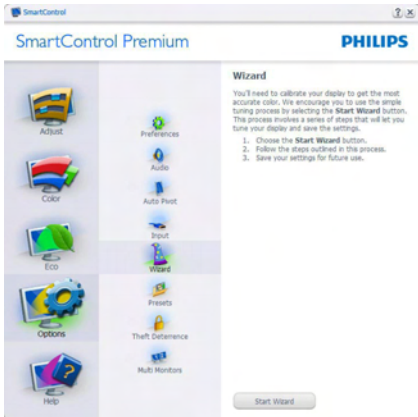 SmartControl
SmartControl Premium
PHILIPS
Adjust
Color
Eco
Options
Help
Preferences
Audio
Auto Pivot
Input
Wizard
Presets
Theft Deterrence
Multi Monitors
Wizard
You'll need to calibrate your display to get the most
accurate color. We encourage you to use the simple
tuning process by selecting the Start Wizard button.
This process involves a series of steps that will let you
tune your display and save the settings.
1. Choose the Start Wizard button.
2. Follow the steps outlined in this process.
3. Save your settings for future use.
Start Wizard